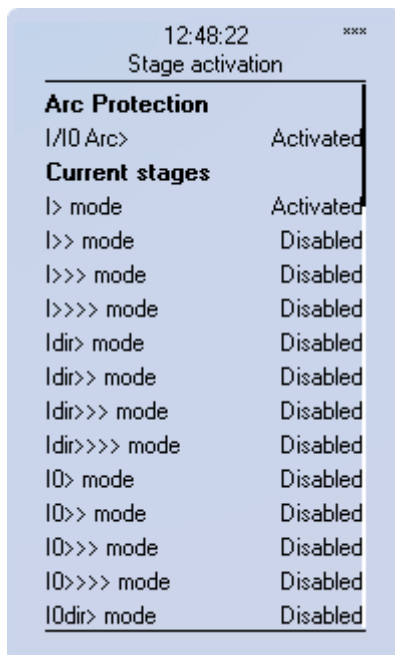 12:48:22 ***
Stage activation
Arc Protection
I/I0 Arc> Activated
Current stages
I> mode Activated
I>> mode Disabled
I>>> mode Disabled
I>>>> mode Disabled
Idir> mode Disabled
Idir>> mode Disabled
Idir>>> mode Disabled
Idir>>>> mode Disabled
I0> mode Disabled
I0>> mode Disabled
I0>>> mode Disabled
I0>>>> mode Disabled
I0dir> mode Disabled